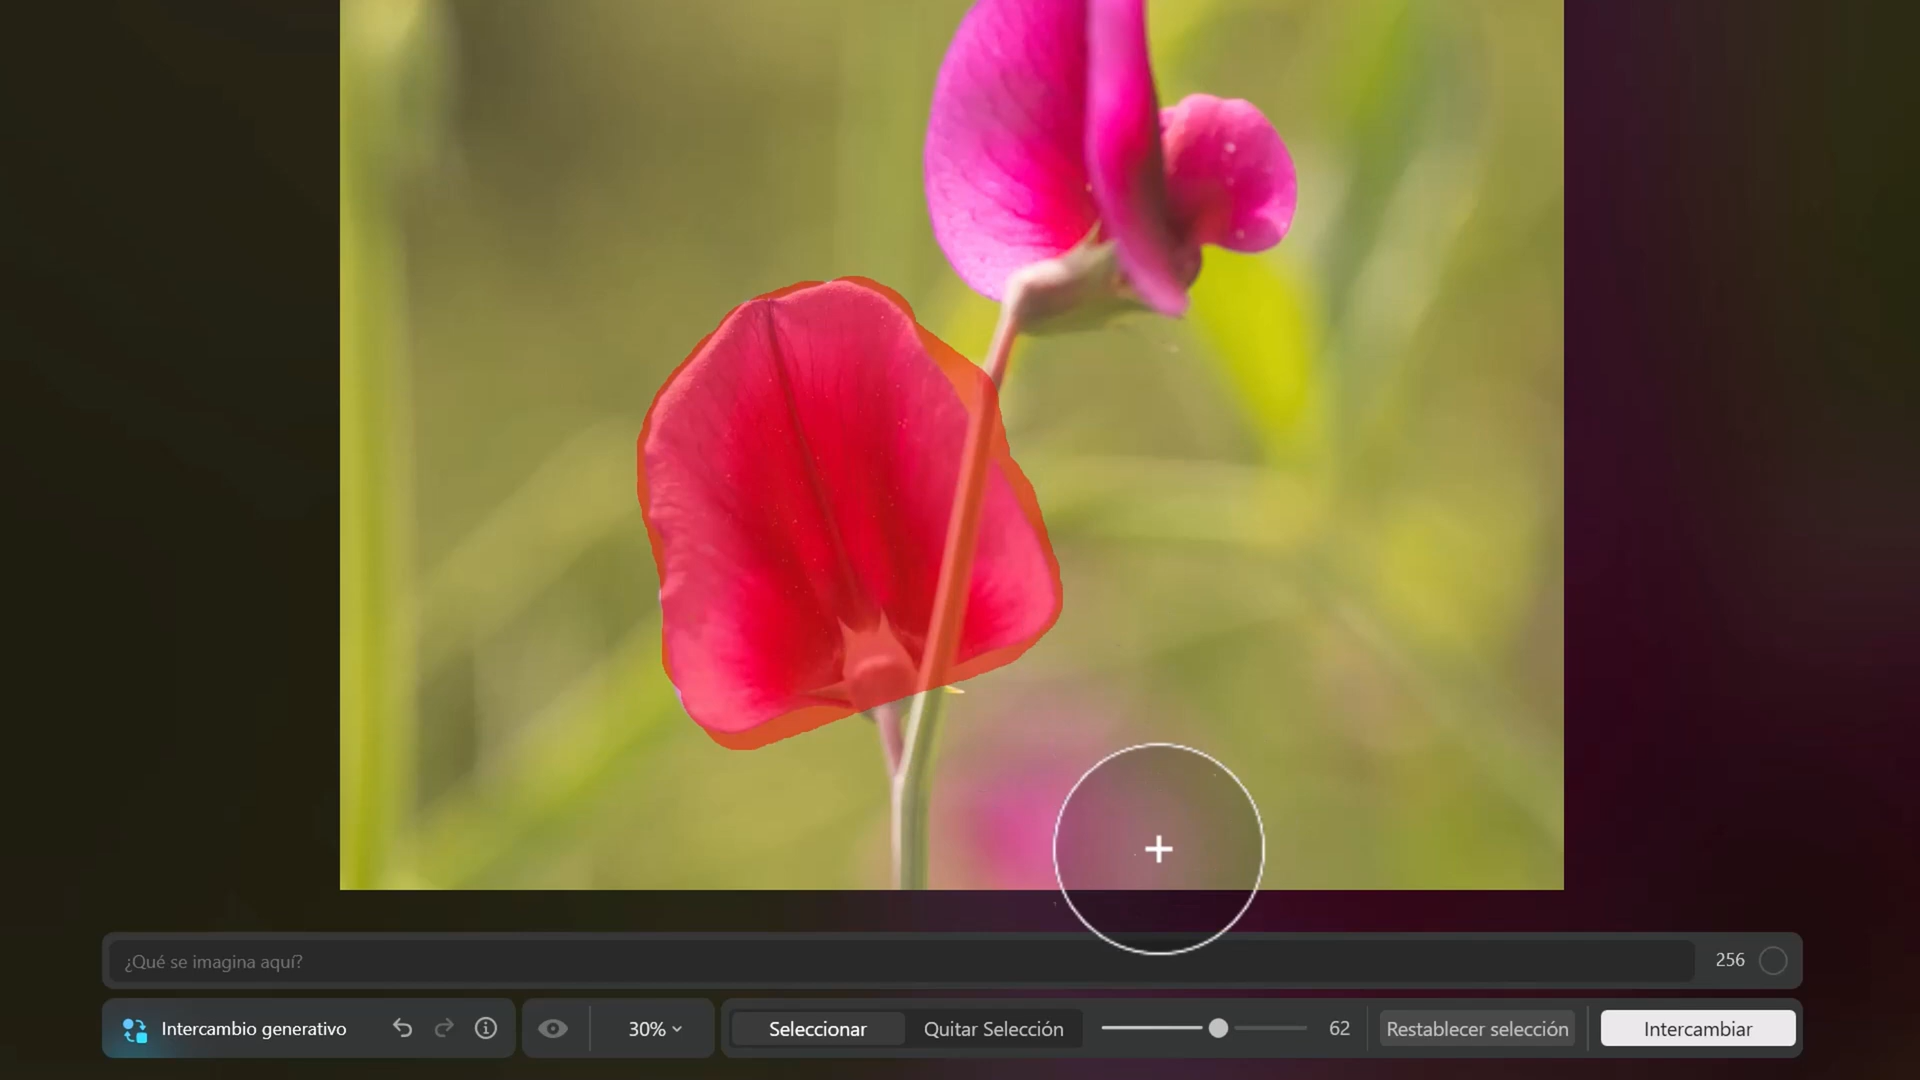 ¿Qué se imagina aquí?
256
Intercambio generativo
30%
Seleccionar
Quitar Selección
62
Restablecer selección
Intercambiar